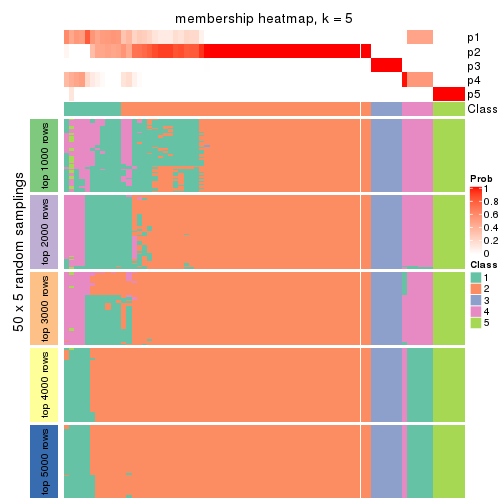 membership heatmap, k = 5
p1
p2
p3
p4
p5
Class
50 x 5 random samplings
top 1000 rows
top 2000 rows
top 3000 rows
top 4000 rows
top 5000 rows
Prob
1
0.8
0.6
0.4
0.2
0
Class
1
2
3
4
5